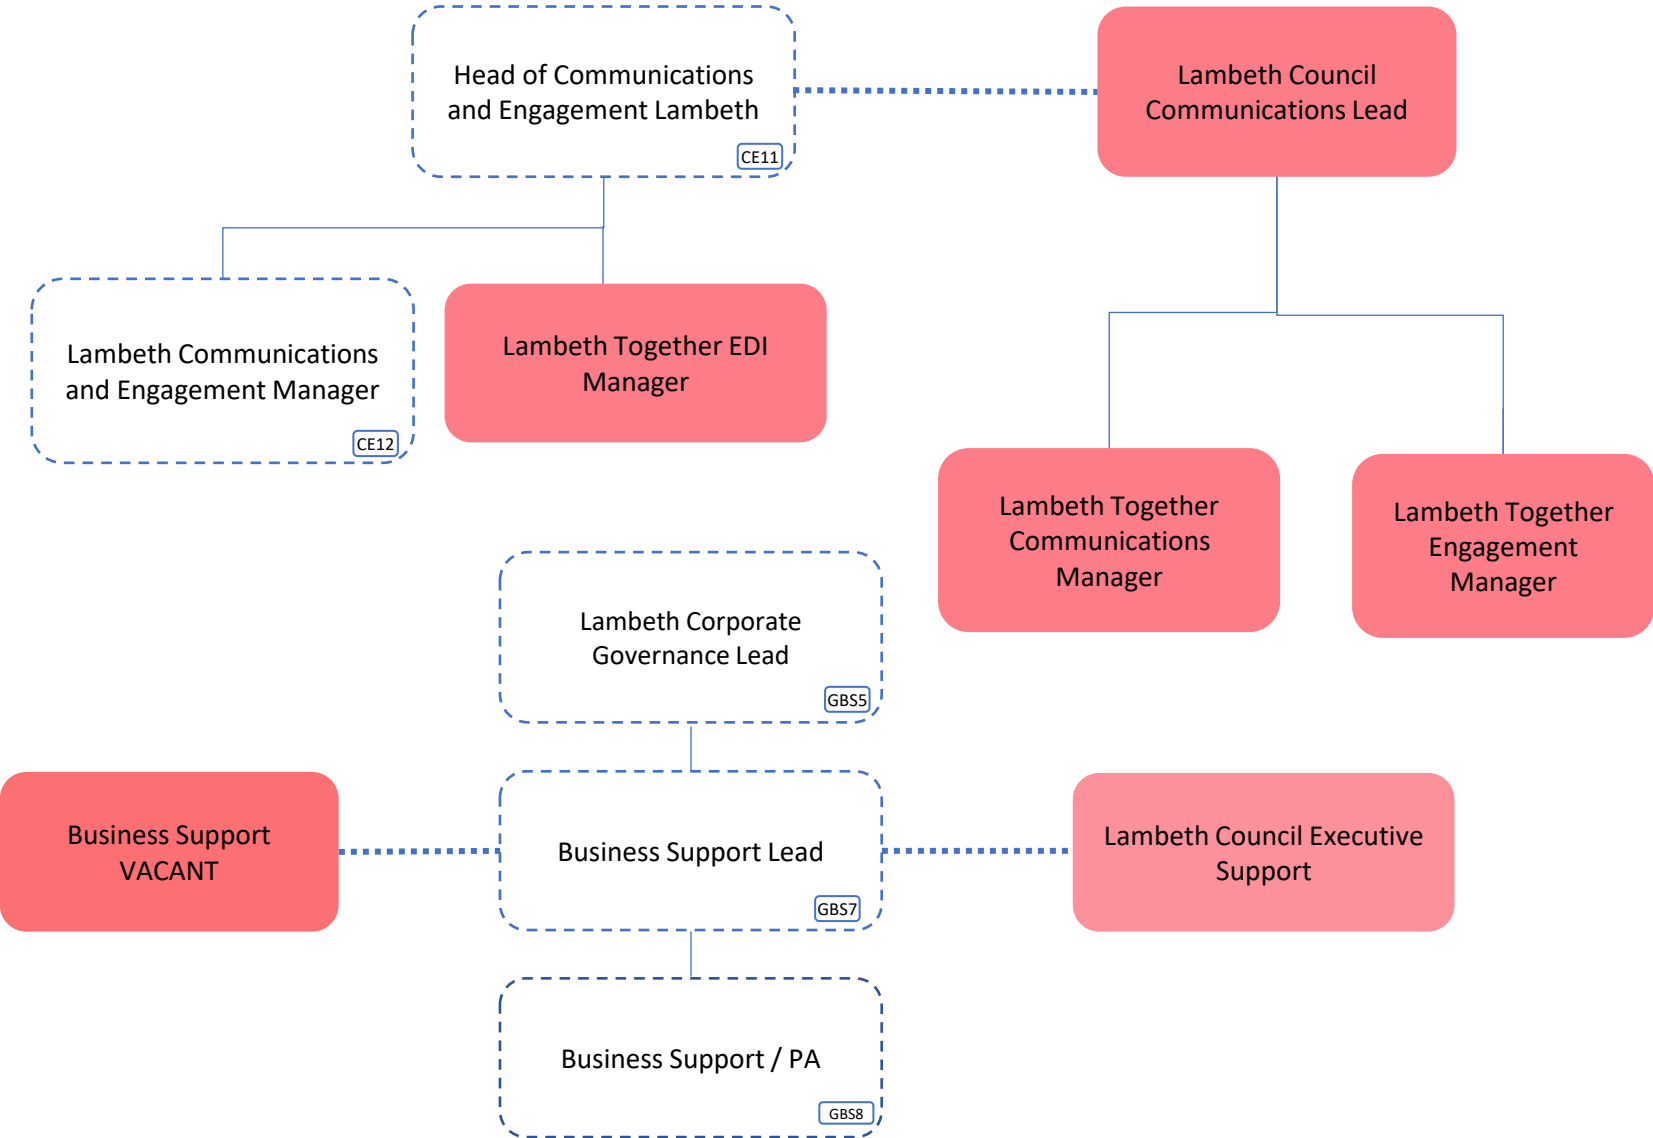 Head of Communications
and Engagement Lambeth
CE11
Lambeth Council
Communications Lead
Lambeth Communications
and Engagement Manager
CE12
Lambeth Together EDI
Manager
Lambeth Together
Communications
Manager
Lambeth Together
Engagement
Manager
Lambeth Corporate
Governance Lead
GBS5
Business Support
VACANT
Business Support Lead
GBS7
Lambeth Council Executive
Support
Business Support / PA
GBS8